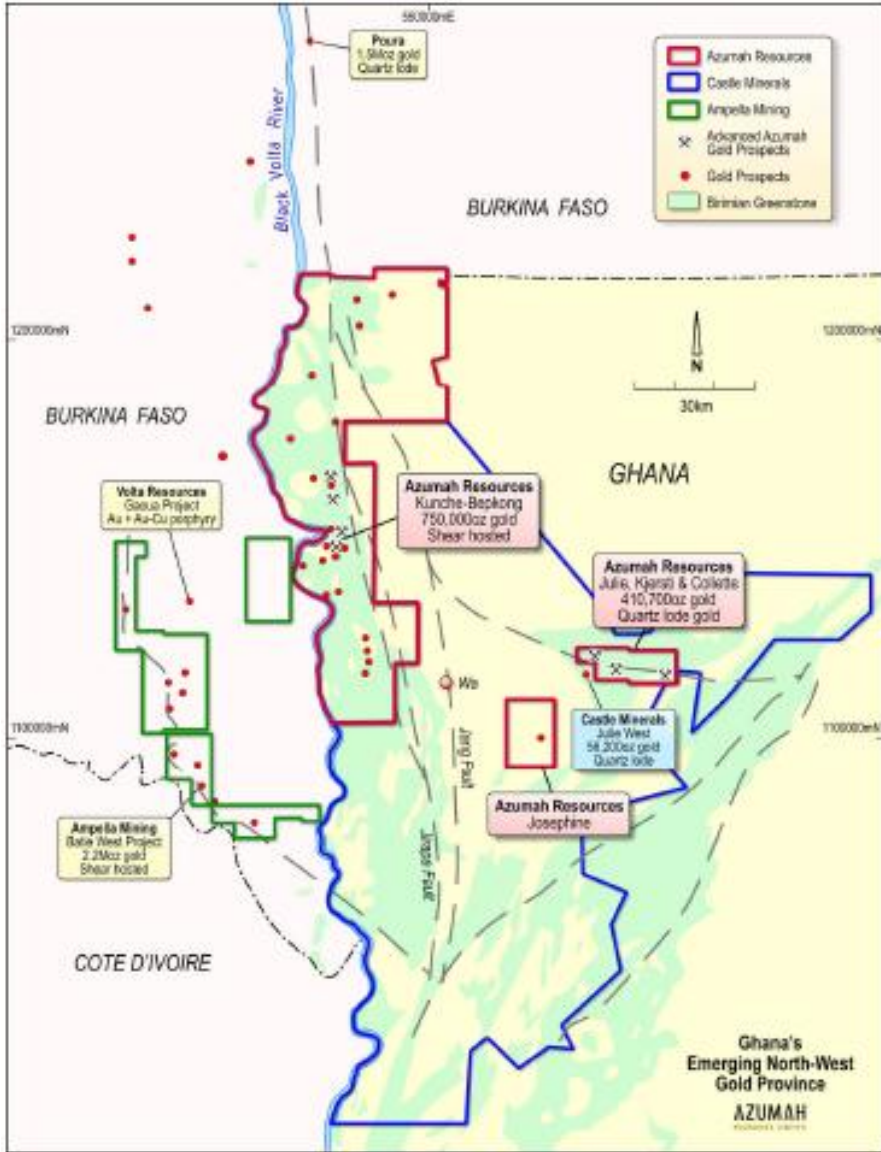 560000mE
Poura
1.5Moz gold
Quartz lode
Azumah Resources
Castle Minerals
Ampella Mining
Advanced Azumah
Gold Prospects
Gold Prospects
Birimian Greenstone
Black Volta River
BURKINA FASO
1200000mN
1200000mN
N
30km
BURKINA FASO
GHANA
Volta Resources
Gaoua Project
Au + Au-Cu porphyry
Azumah Resources
Kunche-Bepkong
750,000oz gold
Shear hosted
Azumah Resources
Julie, Kjersti & Collette
410,700oz gold
Quartz lode gold
Wa
Castle Minerals
Julie West
56,200oz gold
Quartz lode
1100000mN
1100000mN
Jang Fault
Jirapa Fault
Azumah Resources
Josephine
Ampella Mining
Batie West Project
2.2Moz gold
Shear hosted
COTE D'IVOIRE
Ghana's
Emerging North-West
Gold Province
AZUMAH